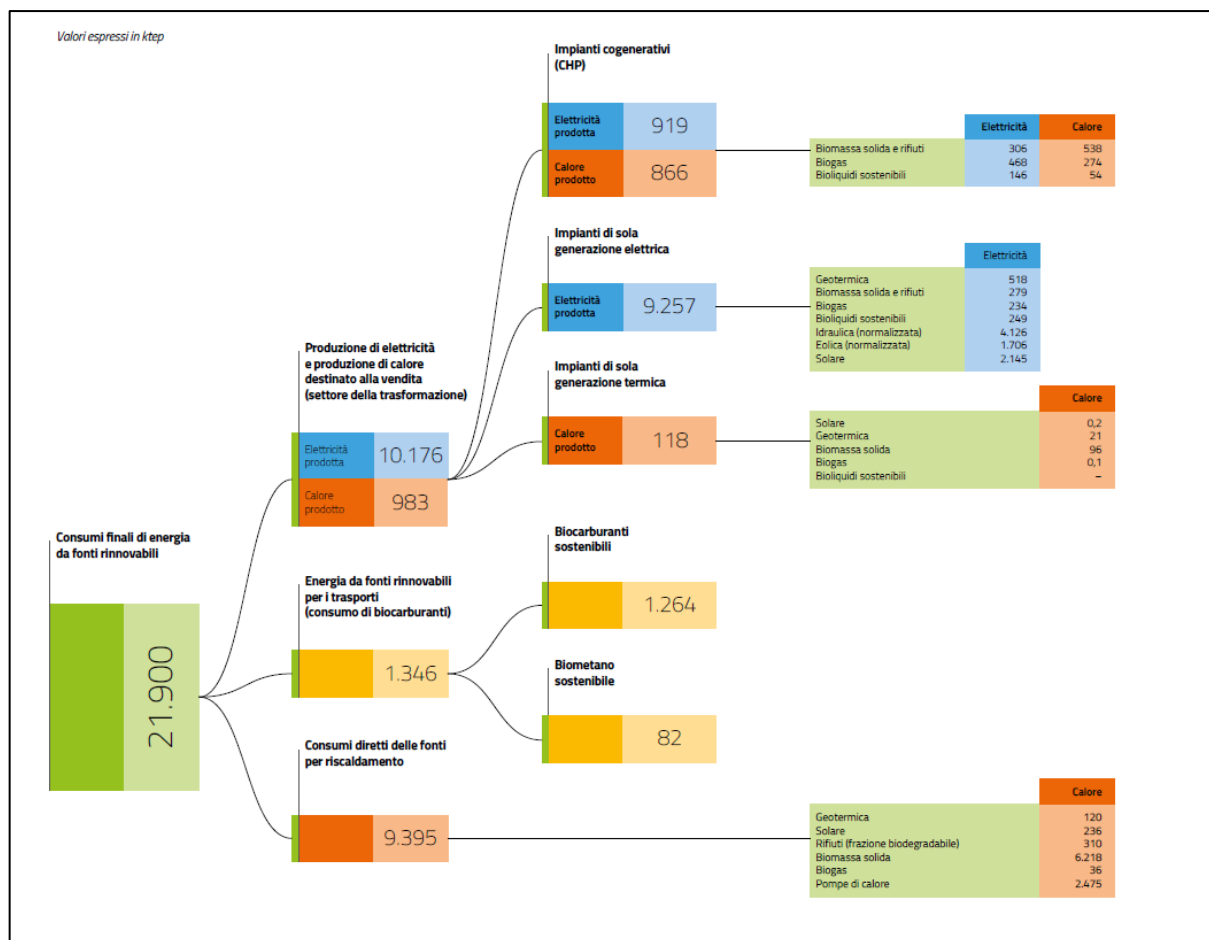 Valori espressi in ktep
Impianti cogenerativi
(CHP)
Elettricità
prodotta
919
Calore
prodotto
866
Elettricità Calore
Biomassa solida e rifiuti 306 538
Biogas 468 274
Bioliquidi sostenibili 146 54
Impianti di sola
generazione elettrica
Elettricità
prodotta
9.257
Elettricità
Geotermica 518
Biomassa solida e rifiuti 279
Biogas 234
Bioliquidi sostenibili 249
Idraulica (normalizzata) 4.126
Eolica (normalizzata) 1.706
Solare 2.145
Produzione di elettricità
e produzione di calore
destinato alla vendita
(settore della trasformazione)
Elettricità
prodotta
10.176
Calore
prodotto
983
Impianti di sola
generazione termica
Calore
prodotto
118
Calore
Solare 0,2
Geotermica 21
Biomassa solida 96
Biogas 0,1
Bioliquidi sostenibili –
Consumi finali di energia
da fonti rinnovabili
21.900
Energia da fonti rinnovabili
per i trasporti
(consumo di biocarburanti)
1.346
Biocarburanti
sostenibili
1.264
Biometano
sostenibile
82
Consumi diretti delle fonti
per riscaldamento
9.395
Calore
Geotermica 120
Solare 236
Rifiuti (frazione biodegradabile) 310
Biomassa solida 6.218
Biogas 36
Pompe di calore 2.475